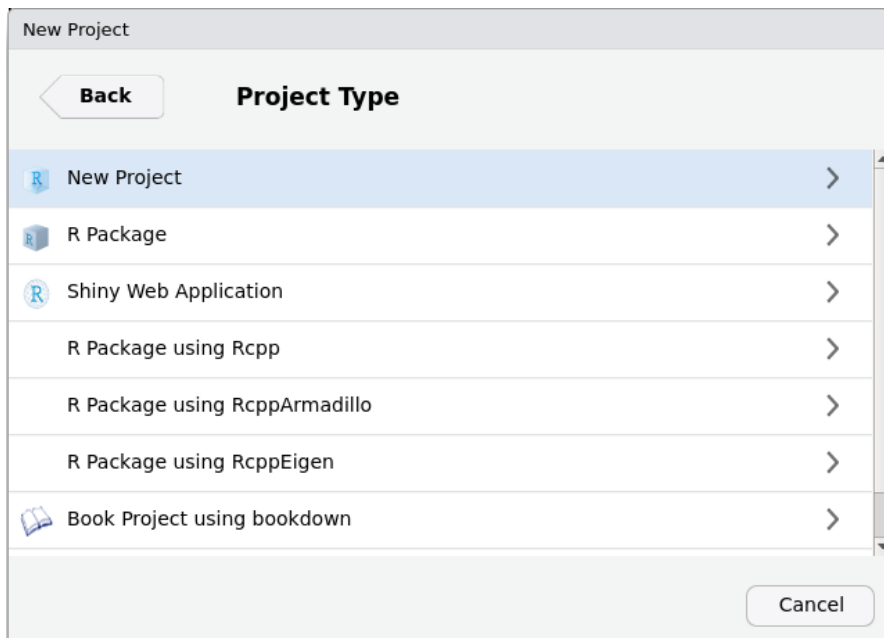 New Project
Back
Project Type
R New Project
R R Package
R Shiny Web Application
R Package using Rcpp
R Package using RcppArmadillo
R Package using RcppEigen
Book Project using bookdown
Cancel